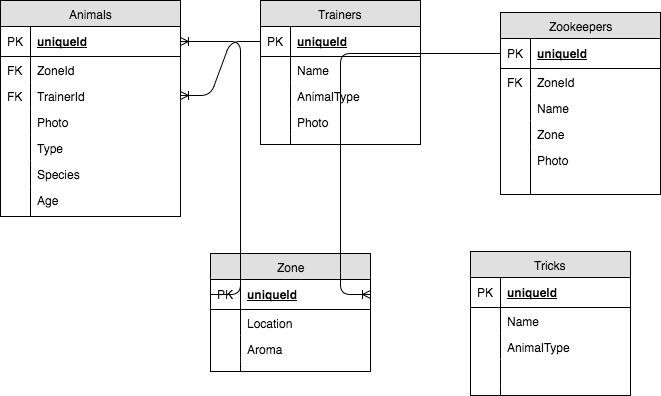 Animals
PK uniqueId
FK ZoneId
FK TrainerId
Photo
Type
Species
Age
Trainers
PK uniqueId
Name
AnimalType
Photo
Zookeepers
PK uniqueId
FK ZoneId
Name
Zone
Photo
Zone
PK uniqueId
Location
Aroma
Tricks
PK uniqueId
Name
AnimalType